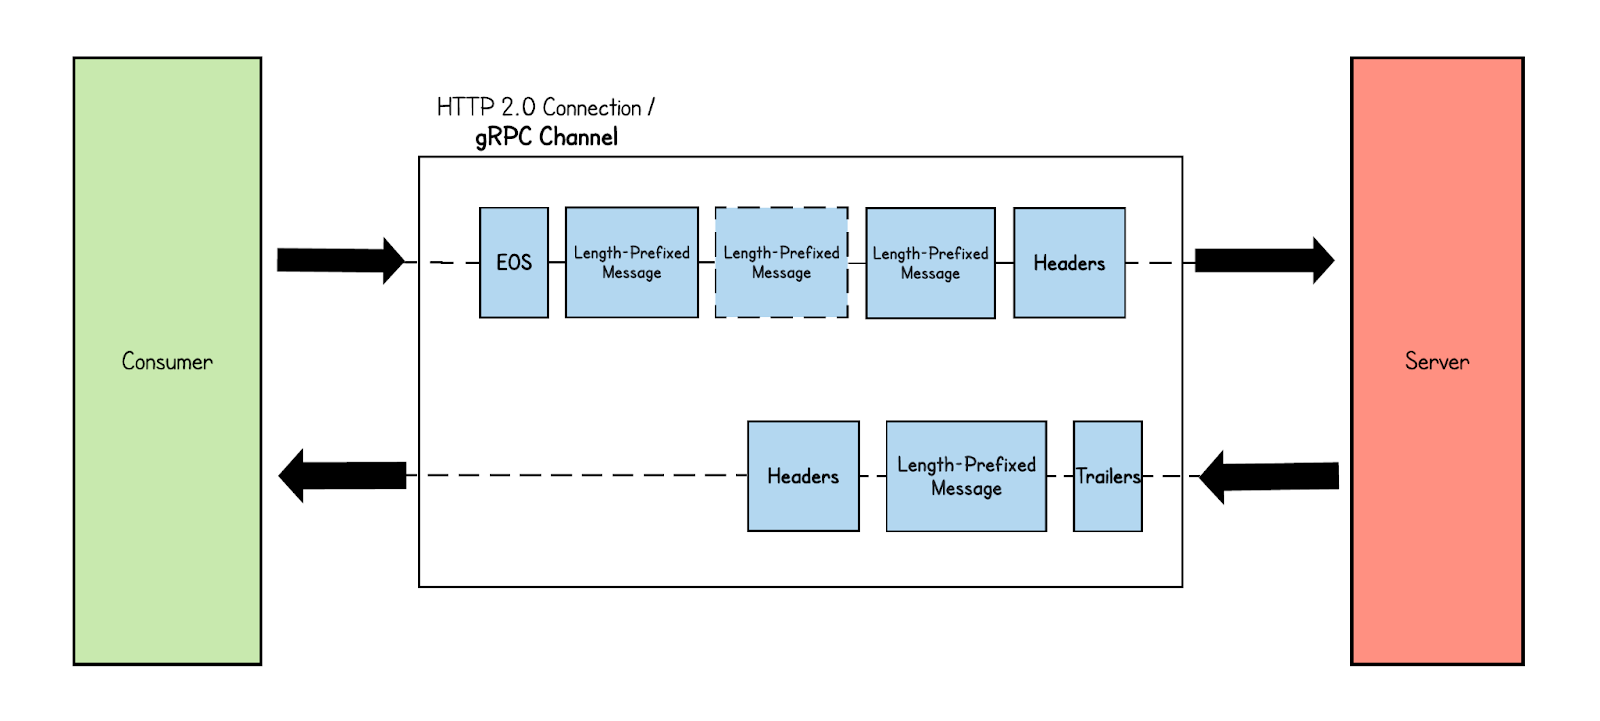 HTTP 2.0 Connection /
gRPC Channel
Consumer
EOS
Length-Prefixed
Message
Length-Prefixed
Message
Length-Prefixed
Message
Headers
Server
Headers
Length-Prefixed
Message
Trailers